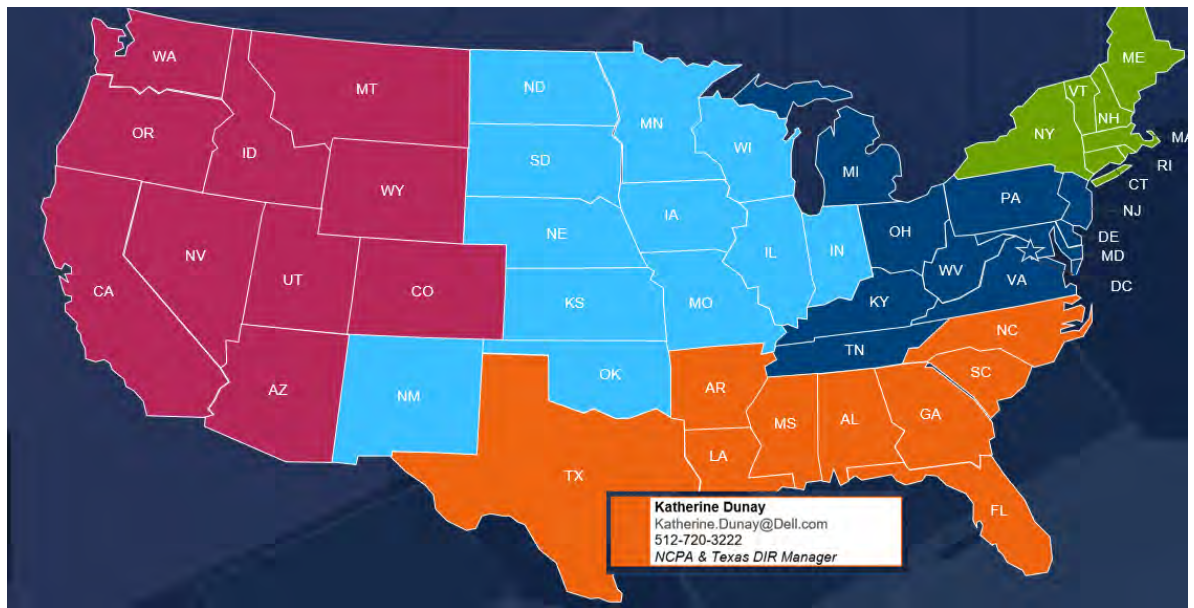 WA
MT
ND
MN
ME
VT
NH
NY
MA
RI
CT
NJ
OR
ID
SD
WI
MI
WY
PA
IA
NE
OH
DE
MD
DC
NV
UT
CA
CO
IL
IN
WV
VA
KS
MO
KY
NC
TN
AZ
NM
OK
AR
SC
MS
AL
GA
LA
TX
FL
Katherine Dunay
Katherine.Dunay@Dell.com
512-720-3222
NCPA & Texas DIR Manager